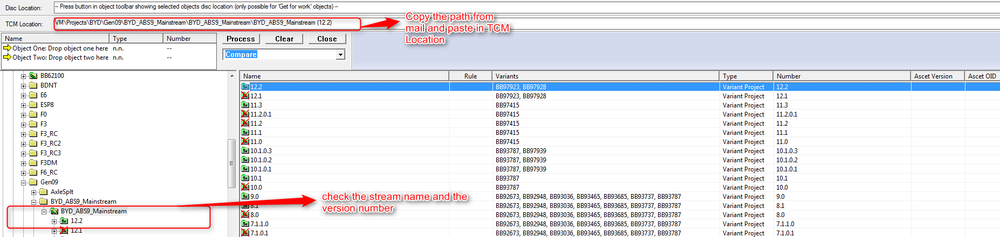 Disc Location: -- Press button in object toolbar showing selected objects disc location (only possible for 'Get for work' objects) --
TCM Location: VM\Projects\BYD\Gen09\BYD_ABS9_Mainstream\BYD_ABS9_Mainstream\BYD_ABS9_Mainstream (12.2)
Copy the path from
mail and paste in TCM
Location
Name Type Number
Object One: Drop object one here n.n. --
Object Two: Drop object two here n.n. --
Process Clear Close
Compare
BB62100
BDNT
E6
ESP8
F0
F3
F3_RC
F3_RC2
F3_RC3
F3DM
F6_RC
Gen09
AxleSplt
BYD_ABS9_Mainstream
BYD_ABS9_Mainstream
12.2
12.1
check the stream name and the
version number
Name Rule Variants Type Number Ascet Version Ascet OID
12.2 BB97923, BB97928 Variant Project 12.2
12.1 BB97923, BB97928 Variant Project 12.1
11.3 BB97415 Variant Project 11.3
11.2.0.1 BB97415 Variant Project 11.2.0.1
11.2 BB97415 Variant Project 11.2
11.1 BB97415 Variant Project 11.1
11.0 BB97415 Variant Project 11.0
10.1.0.3 BB93787, BB97939 Variant Project 10.1.0.3
10.1.0.2 BB93787, BB97939 Variant Project 10.1.0.2
10.1.0.1 BB93787, BB97939 Variant Project 10.1.0.1
10.1 BB93787 Variant Project 10.1
10.0 BB93787 Variant Project 10.0
9.0 BB92673, BB92948, BB93036, BB93465, BB93685, BB93737, BB93787 Variant Project 9.0
8.1 BB92673, BB92948, BB93036, BB93465, BB93685, BB93737, BB93787 Variant Project 8.1
8.0 BB92673, BB92948, BB93036, BB93465, BB93685, BB93737, BB93787 Variant Project 8.0
7.1.1.0 BB92673, BB92948, BB93036, BB93465, BB93685, BB93737, BB93787 Variant Project 7.1.1.0
7.1.0.1 BB92673, BB92948, BB93036, BB93465, BB93685, BB93737, BB93787 Variant Project 7.1.0.1